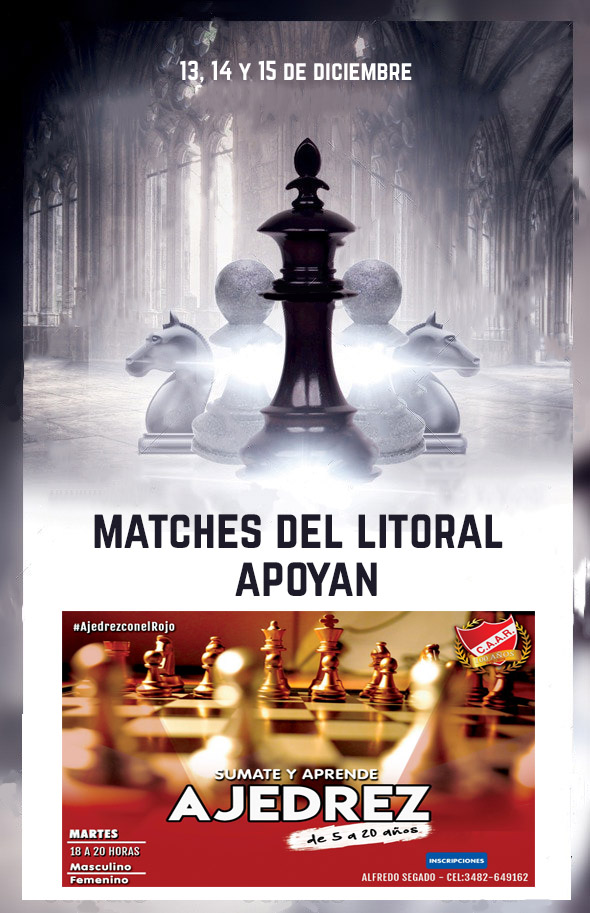 13, 14 Y 15 DE DICIEMBRE
MATCHES DEL LITORAL
APOYAN
#AjedrezconelRojo
C.A.A.R.
SUMATE Y APRENDE
AJEDREZ
de 5 a 20 años.
MARTES
18 A 20 HORAS
Masculino
Femenino
INSCRIPCIONES
ALFREDO SEGADO - CEL:3482-649162